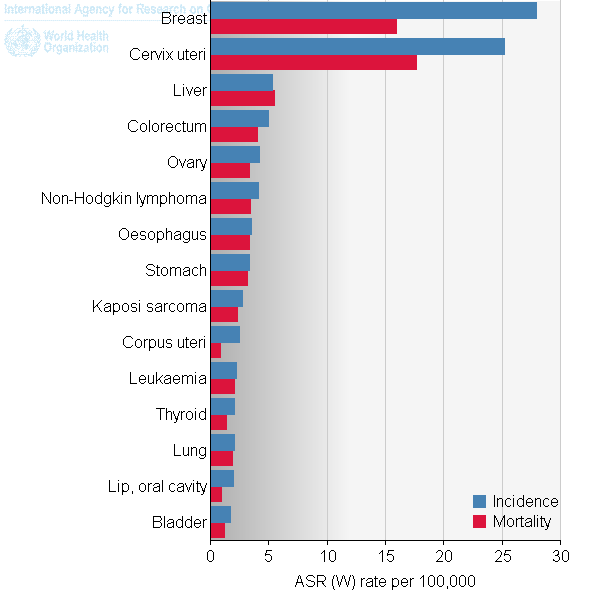 International Agency for Research on
World Health
Organization
Breast
Cervix uteri
Liver
Colorectum
Ovary
Non-Hodgkin lymphoma
Oesophagus
Stomach
Kaposi sarcoma
Corpus uteri
Leukaemia
Thyroid
Lung
Lip, oral cavity
Bladder
Incidence
Mortality
0 5 10 15 20 25 30
ASR (W) rate per 100,000